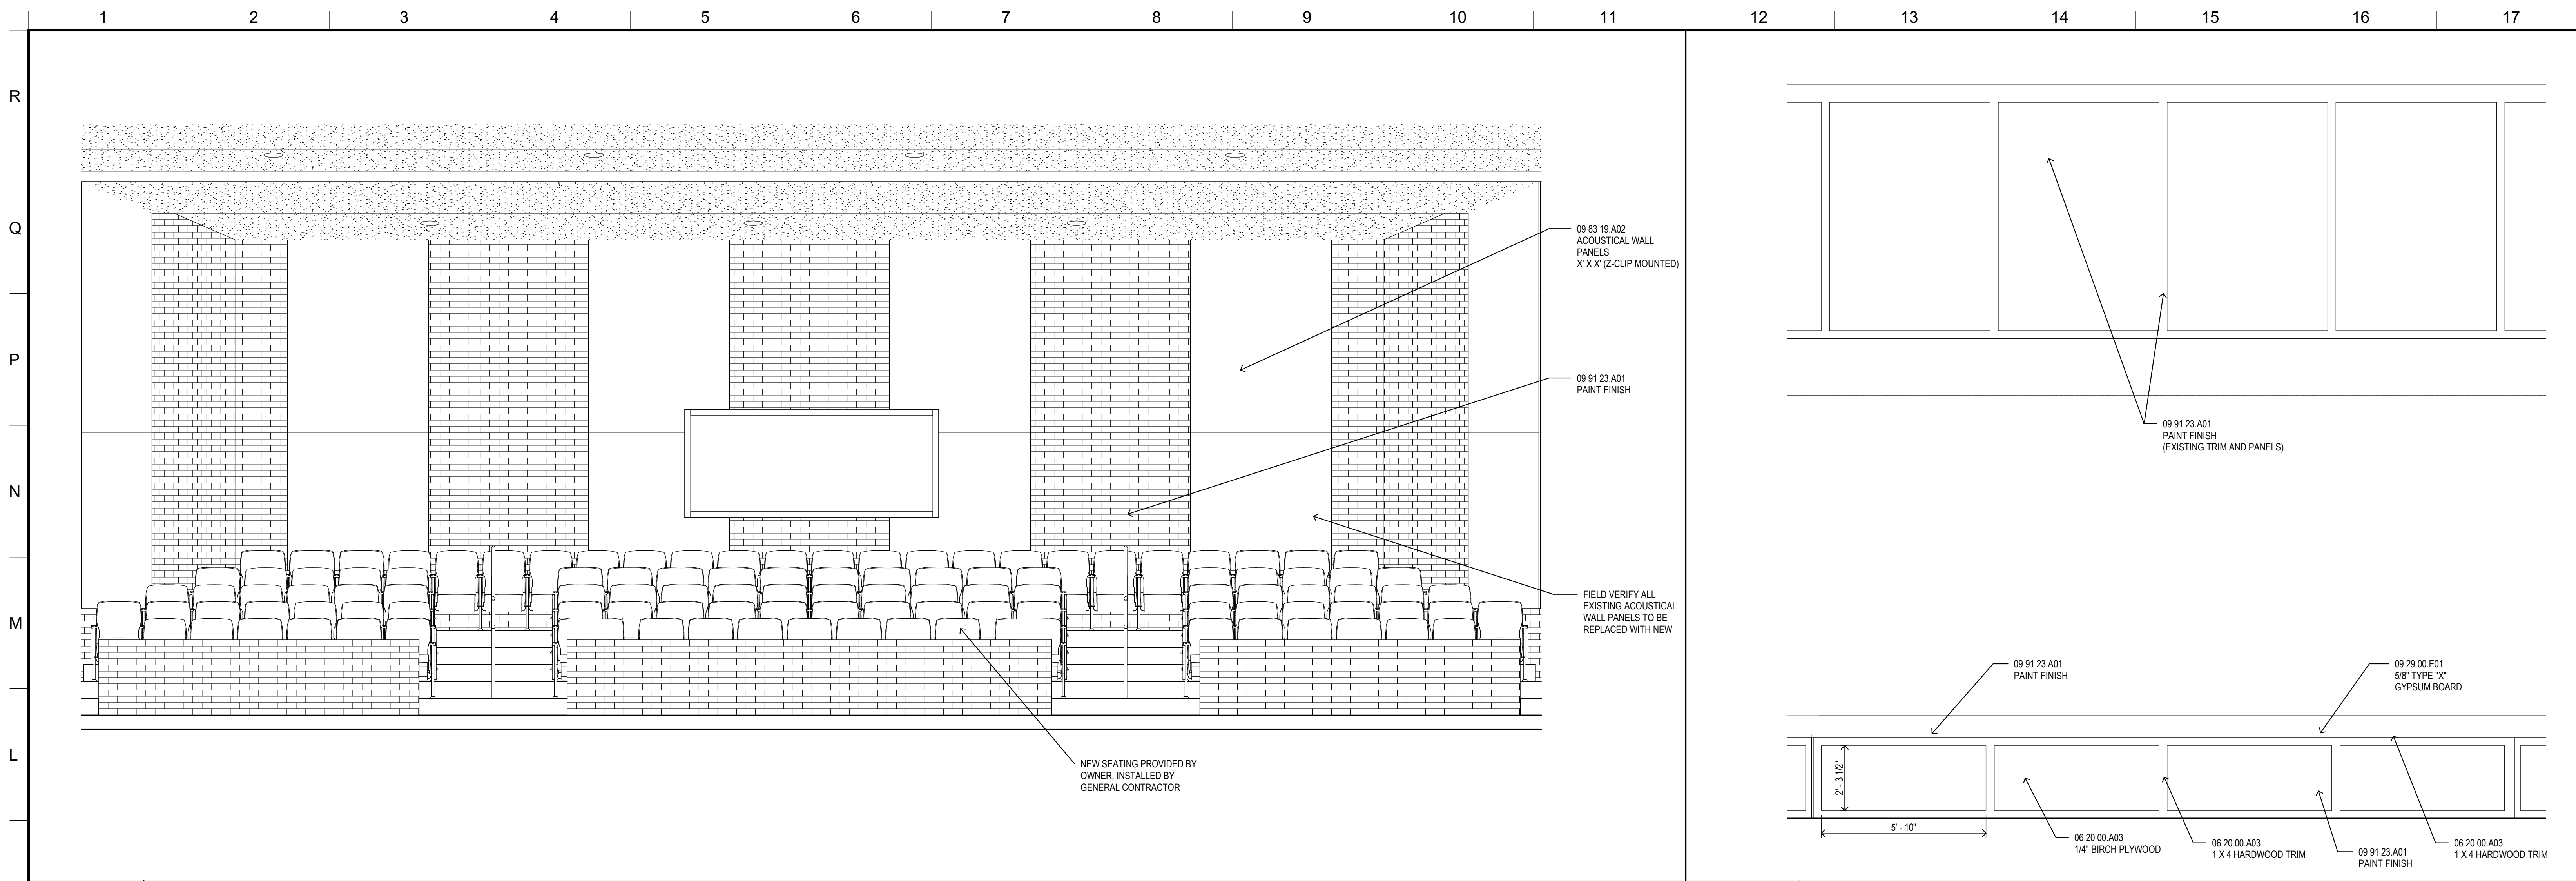 1 2 3 4 5 6 7 8 9 10 11 12 13 14 15 16 17
R
Q
P
N
M
L
09 83 19.A02
ACOUSTICAL WALL
PANELS
X' X X' (Z-CLIP MOUNTED)
09 91 23.A01
PAINT FINISH
FIELD VERIFY ALL
EXISTING ACOUSTICAL
WALL PANELS TO BE
REPLACED WITH NEW
NEW SEATING PROVIDED BY
OWNER, INSTALLED BY
GENERAL CONTRACTOR
09 91 23.A01
PAINT FINISH
(EXISTING TRIM AND PANELS)
09 91 23.A01
PAINT FINISH
09 29 00.E01
5/8" TYPE "X"
GYPSUM BOARD
2' - 3 1/2"
5' - 10"
06 20 00.A03
1/4" BIRCH PLYWOOD
06 20 00.A03
1 X 4 HARDWOOD TRIM
09 91 23.A01
PAINT FINISH
06 20 00.A03
1 X 4 HARDWOOD TRIM